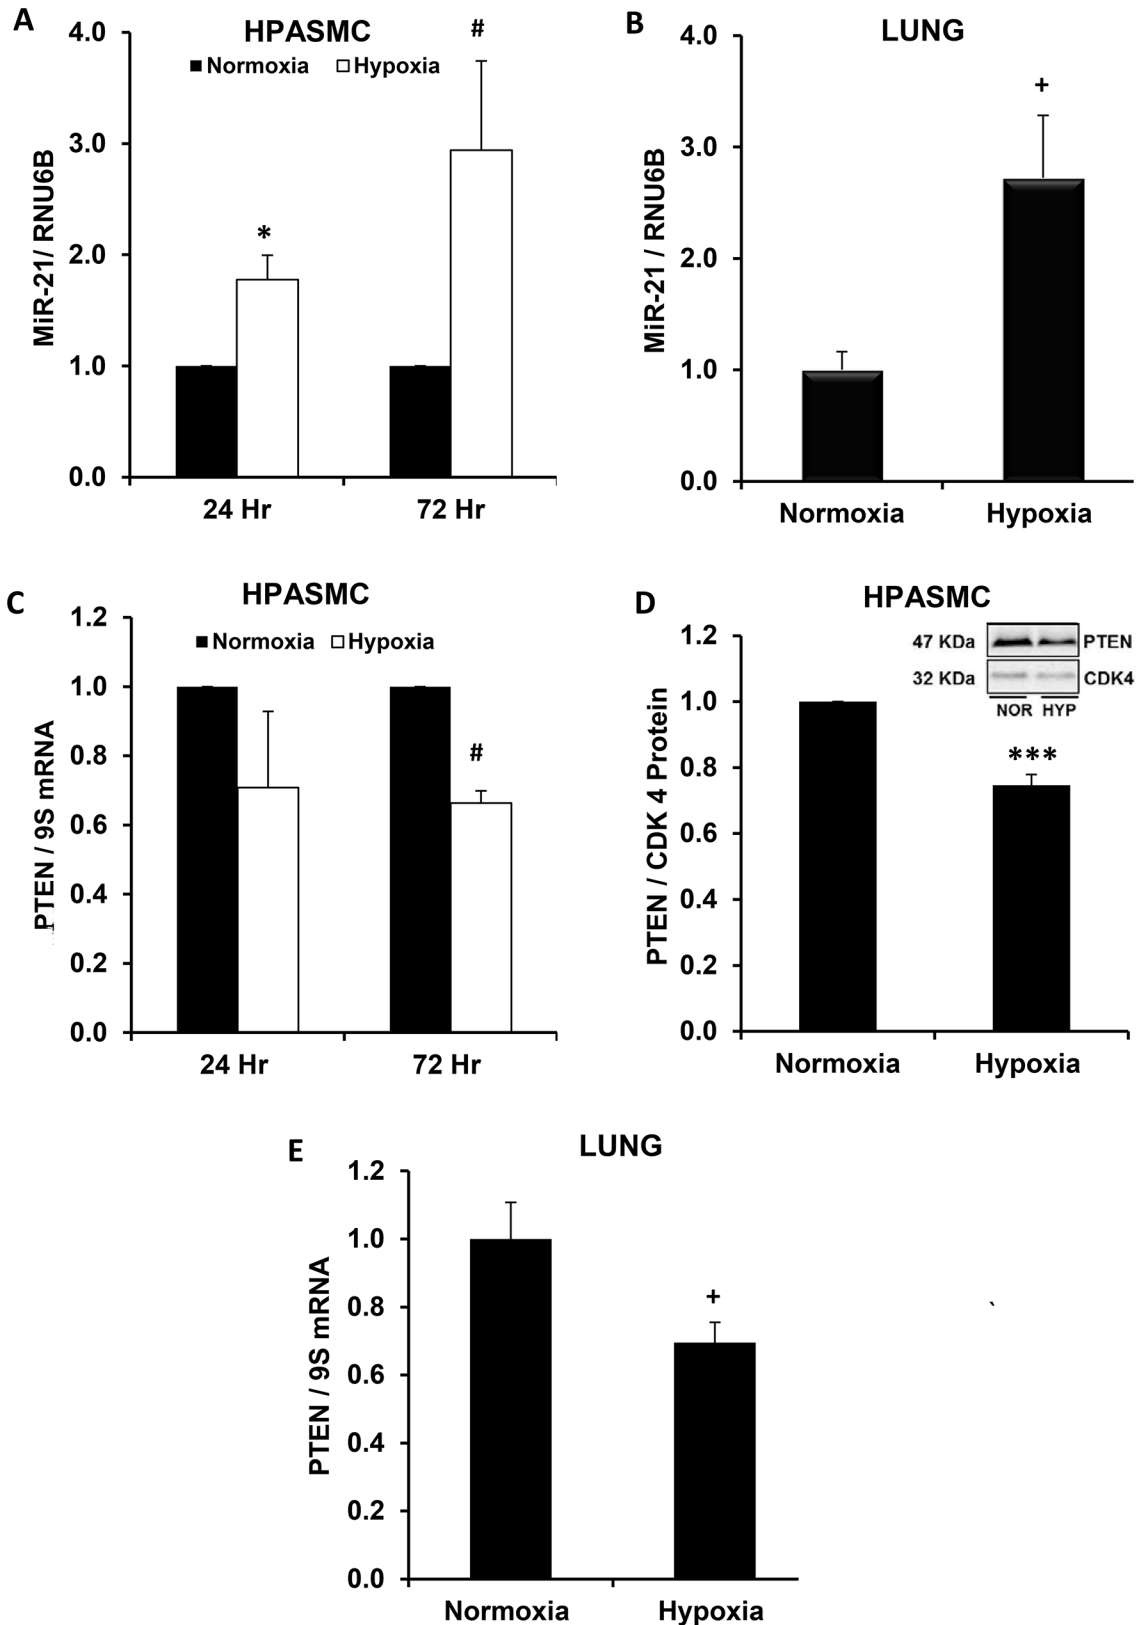 A
HPASMC
Normoxia Hypoxia
4.0
3.0
2.0
1.0
0.0
MiR-21/ RNU6B
*
#
24 Hr
72 Hr
B
LUNG
4.0
3.0
2.0
1.0
0.0
MiR-21 / RNU6B
+
Normoxia
Hypoxia
C
HPASMC
Normoxia Hypoxia
1.2
1.0
0.8
0.6
0.4
0.2
0.0
PTEN / 9S mRNA
#
24 Hr
72 Hr
D
HPASMC
1.2
1.0
0.8
0.6
0.4
0.2
0.0
PTEN / CDK 4 Protein
47 KDa PTEN
32 KDa CDK4
NOR HYP
***
Normoxia
Hypoxia
E
LUNG
1.2
1.0
0.8
0.6
0.4
0.2
0.0
PTEN / 9S mRNA
+
Normoxia
Hypoxia